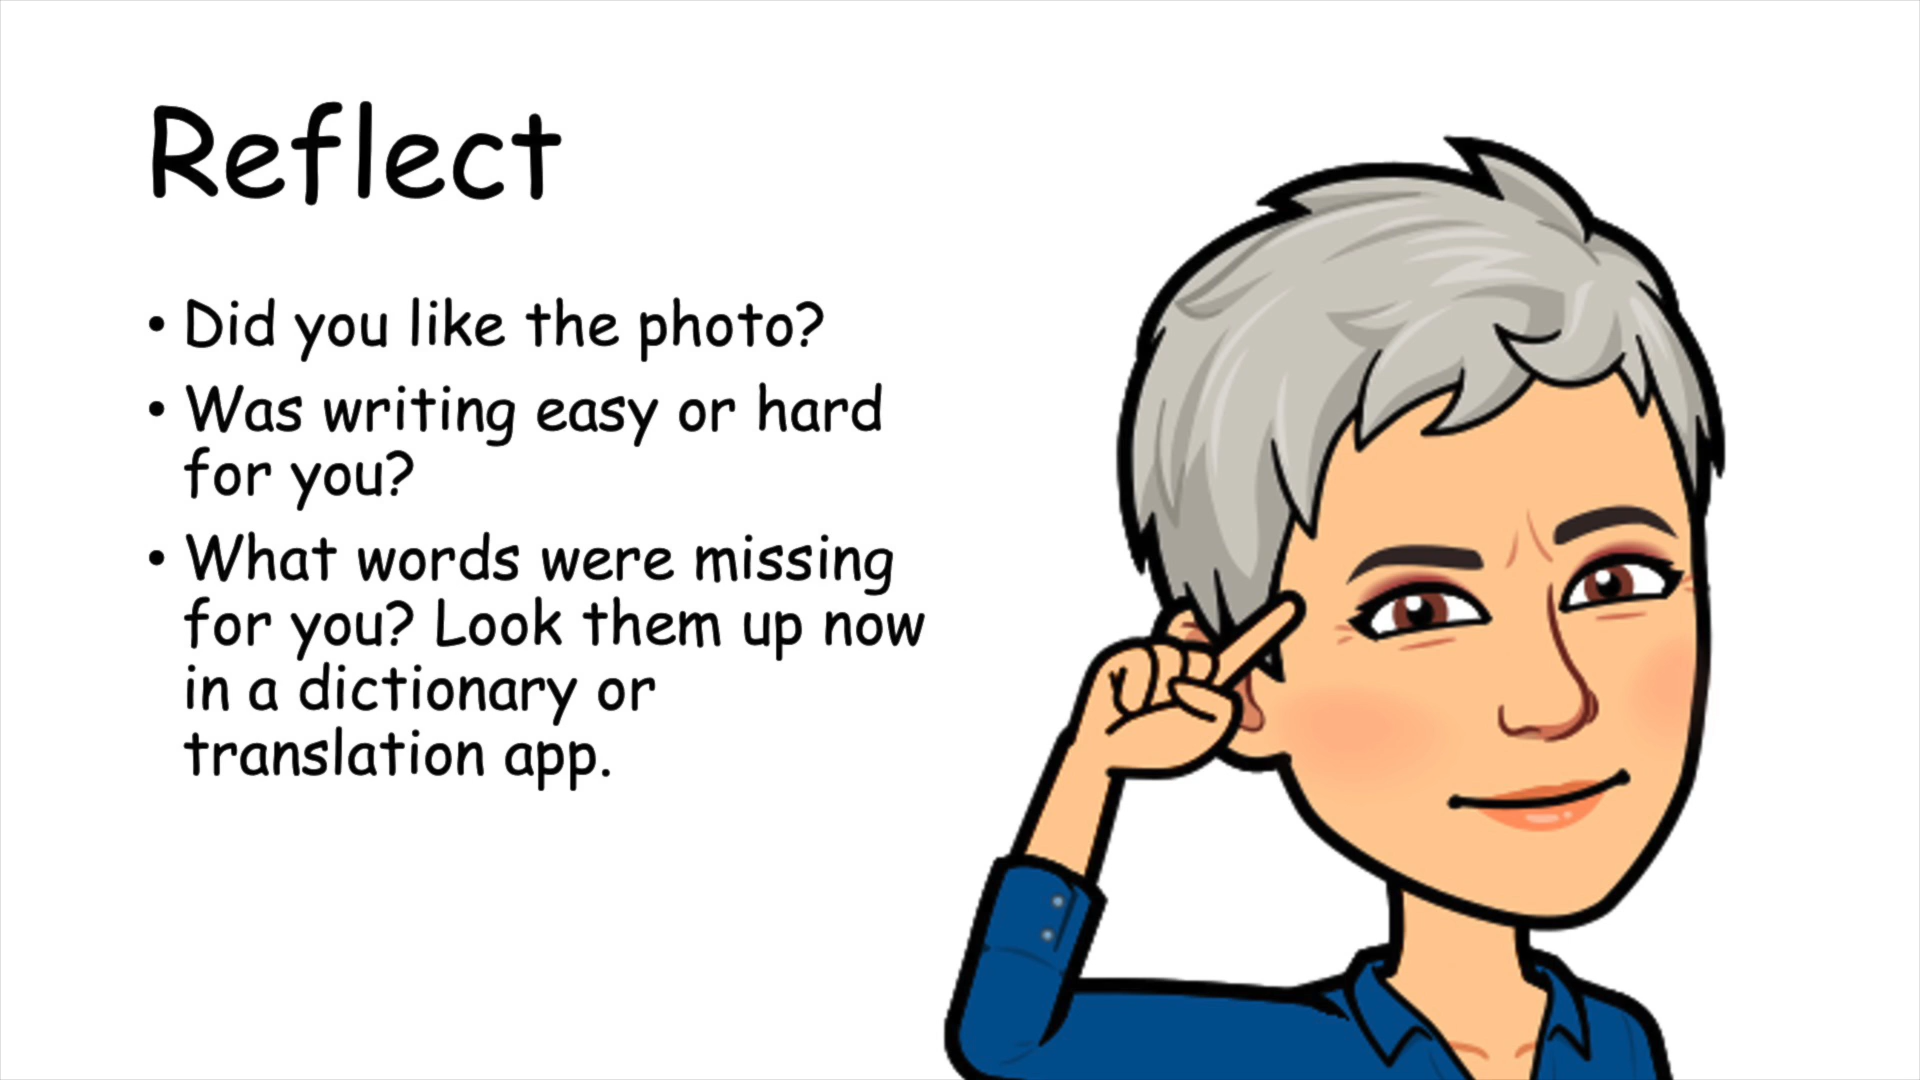 Reflect
• Did you like the photo?
• Was writing easy or hard
for you?
• What words were missing
for you? Look them up now
in a dictionary or
translation app.